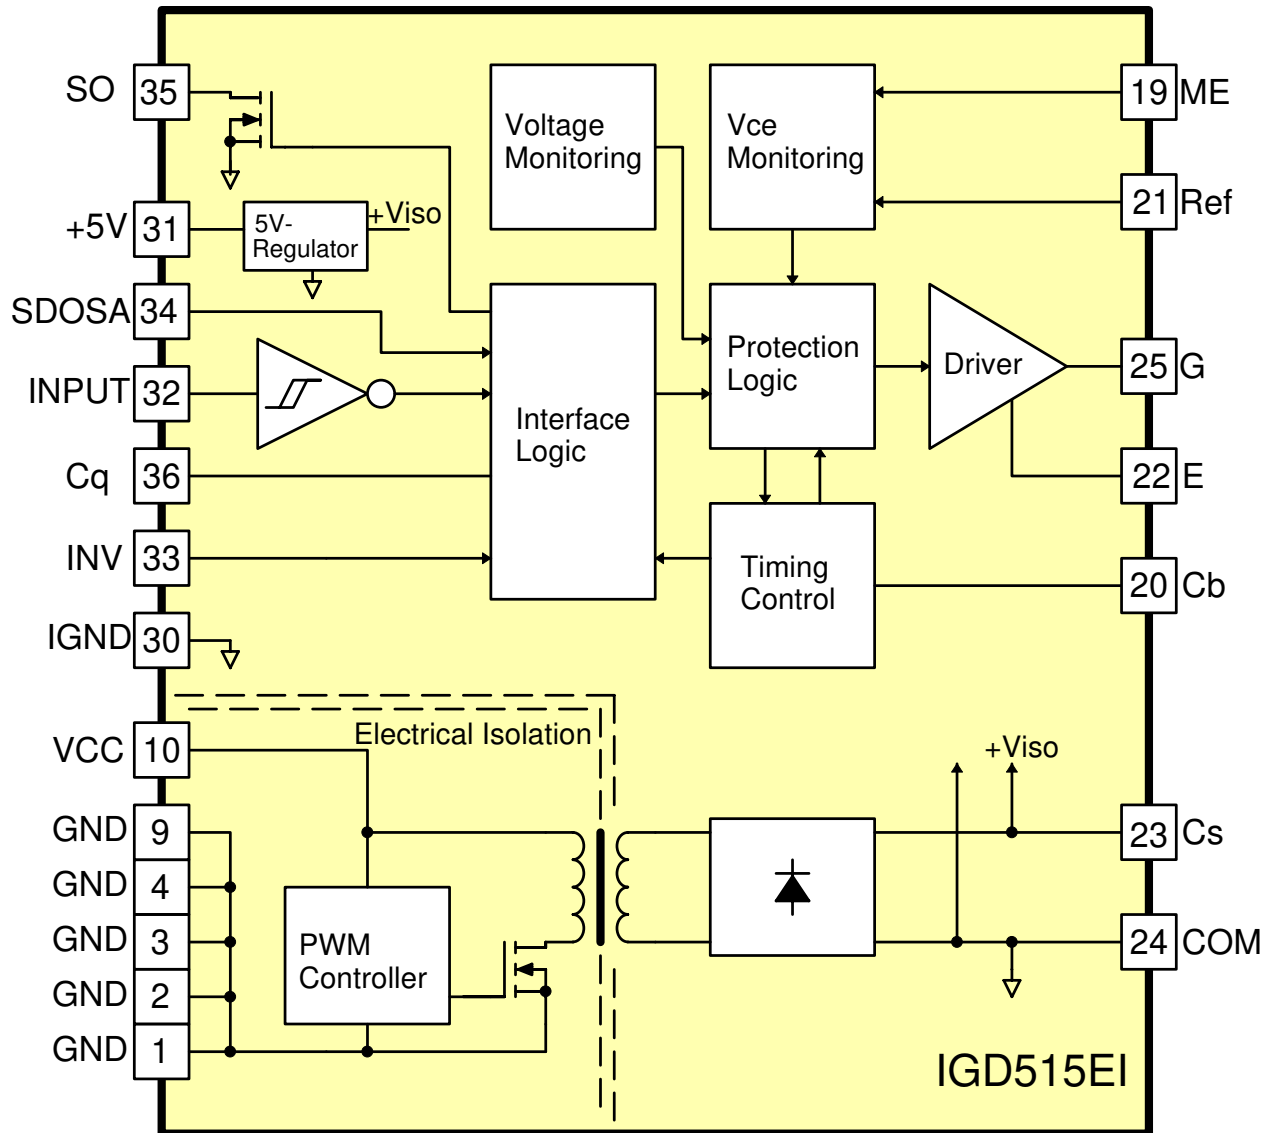 SO 35
Voltage
Monitoring
Vce
Monitoring
19 ME
+5V 31
5V-
Regulator
+Viso
21 Ref
SDOSA 34
INPUT 32
Interface
Logic
Protection
Logic
Driver
25 G
Cq 36
22 E
INV 33
Timing
Control
20 Cb
IGND 30
Electrical Isolation
VCC 10
+Viso
GND 9
23 Cs
GND 4
GND 3
PWM
Controller
24 COM
GND 2
GND 1
IGD515EI